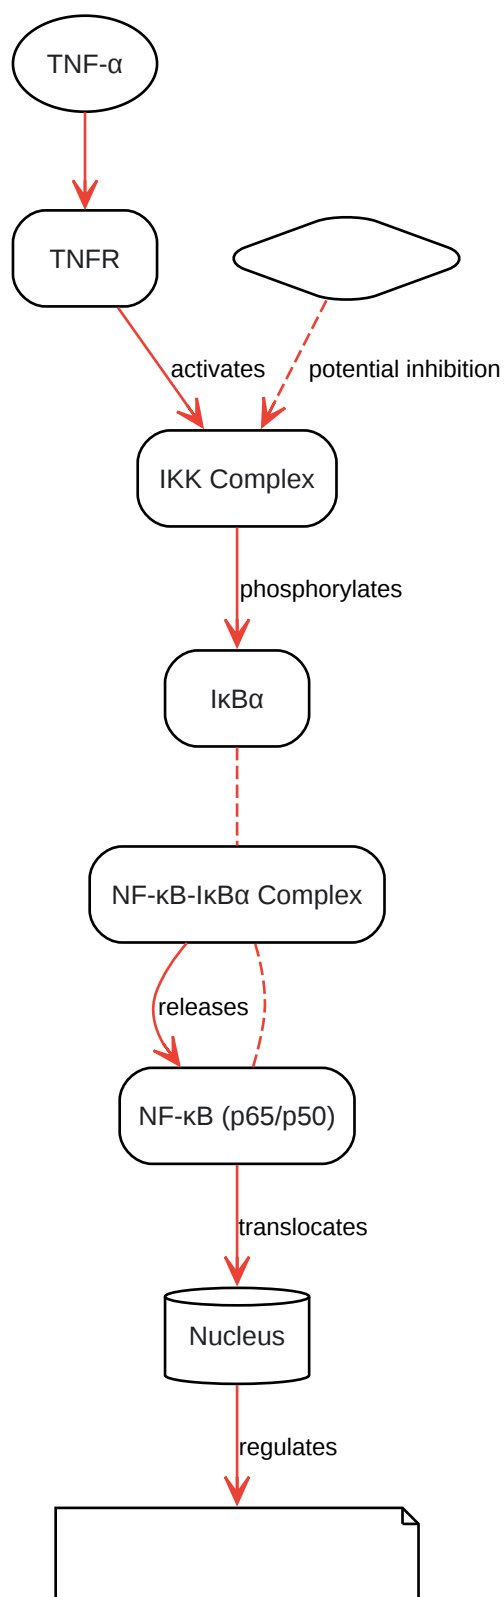 TNF-α
TNFR
activates
potential inhibition
IKK Complex
phosphorylates
IκBα
NF-κB-IκBα Complex
releases
NF-κB (p65/p50)
translocates
Nucleus
regulates